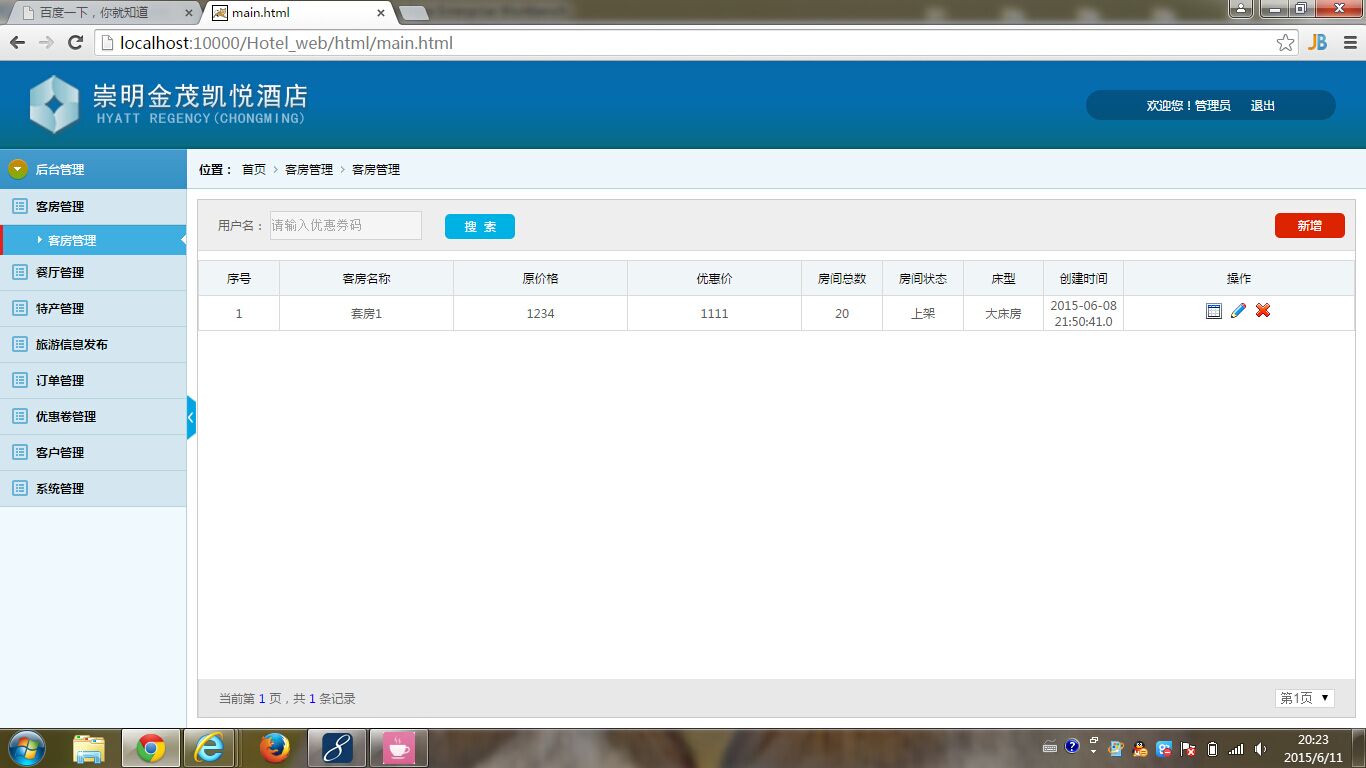 百度一下，你就知道
main.html
localhost:10000/Hotel_web/html/main.html
崇明金茂凯悦酒店
HYATT REGENCY(CHONGMING)
欢迎您！管理员 退出
后台管理
位置： 首页 > 客房管理 > 客房管理
客房管理
客房管理
餐厅管理
特产管理
旅游信息发布
订单管理
优惠卷管理
客户管理
系统管理
用户名： 请输入优惠券码 搜 索 新增
序号 客房名称 原价格 优惠价 房间总数 房间状态 床型 创建时间 操作
1 套房1 1234 1111 20 上架 大床房 2015-06-08
21:50:41.0
当前第 1 页，共 1 条记录 第1页
20:23
2015/6/11